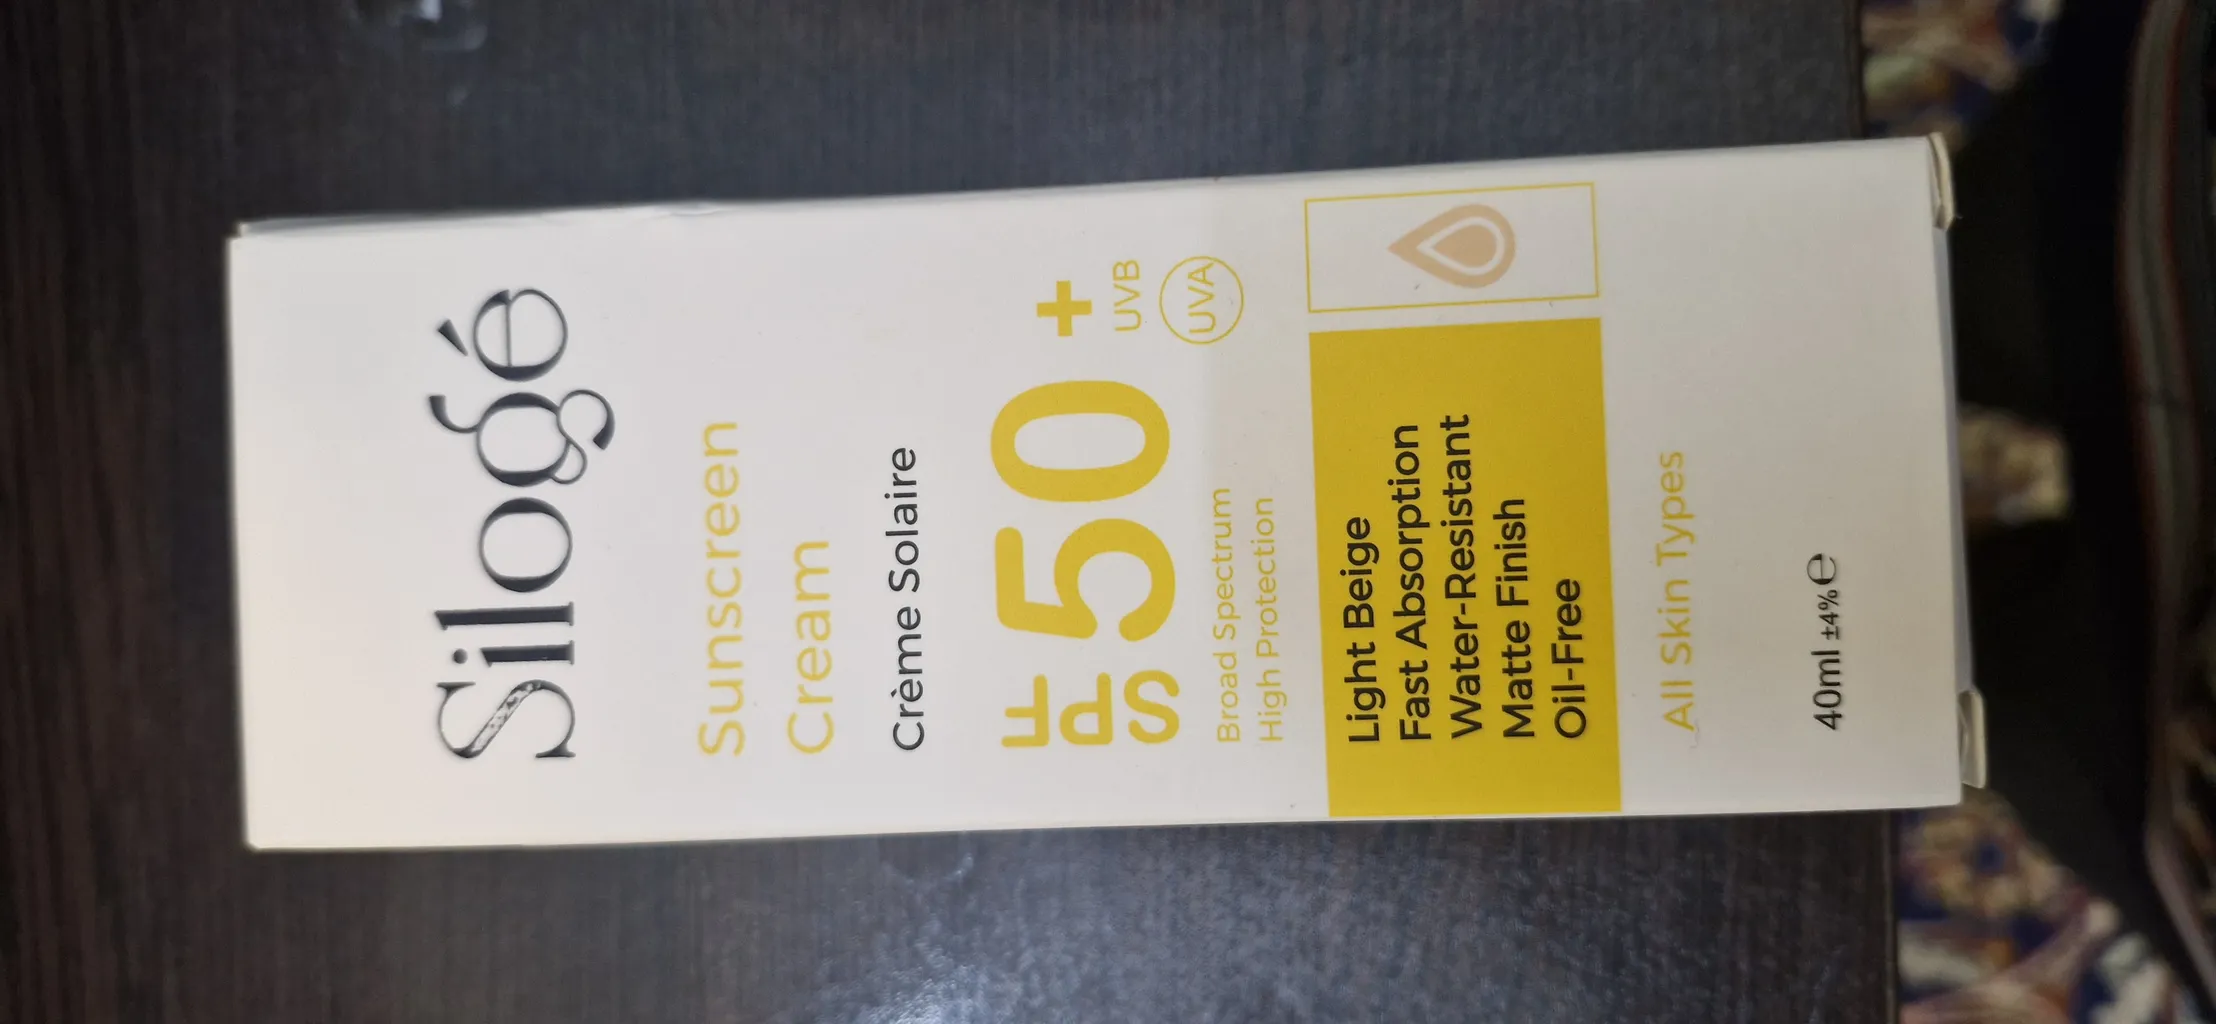 Silogé
Sunscreen
Cream
Crème Solaire
SPF 50+
UVB
UVA
Broad Spectrum
High Protection
Light Beige
Fast Absorption
Water-Resistant
Matte Finish
Oil-Free
All Skin Types
40ml ±4% ℮